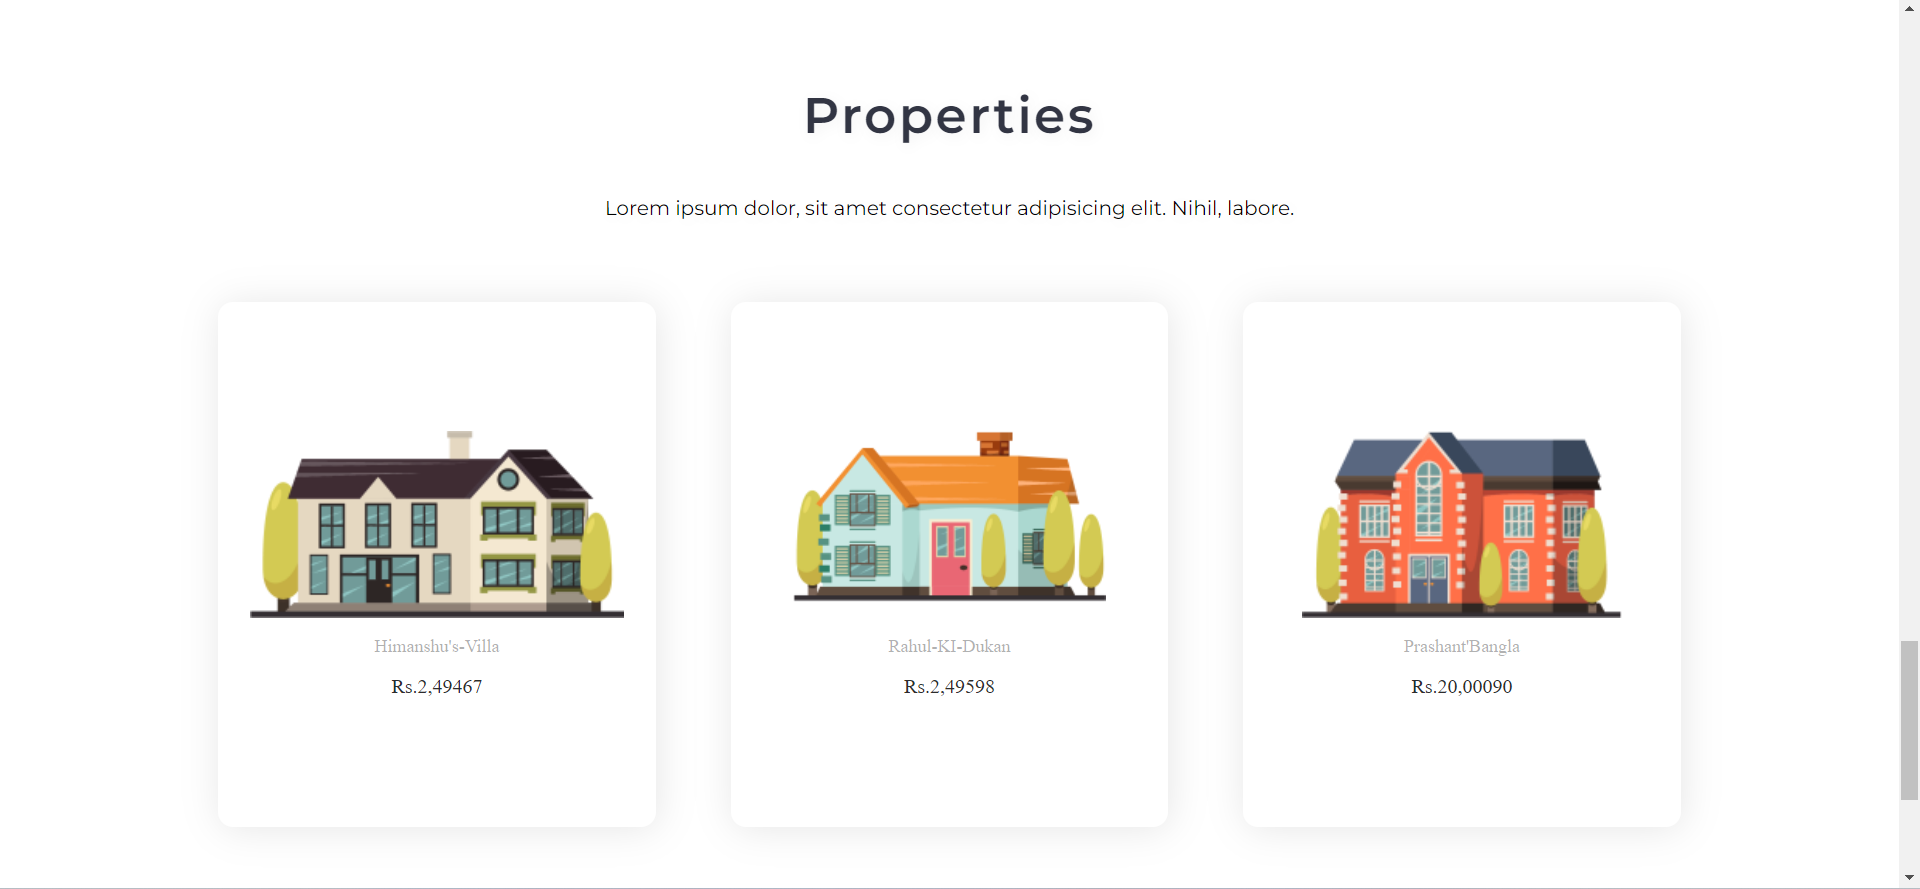 Properties
Lorem ipsum dolor, sit amet consectetur adipisicing elit. Nihil, labore.
Himanshu's-Villa
Rs.2,49467
Rahul-KI-Dukan
Rs.2,49598
Prashant'Bangla
Rs.20,00090